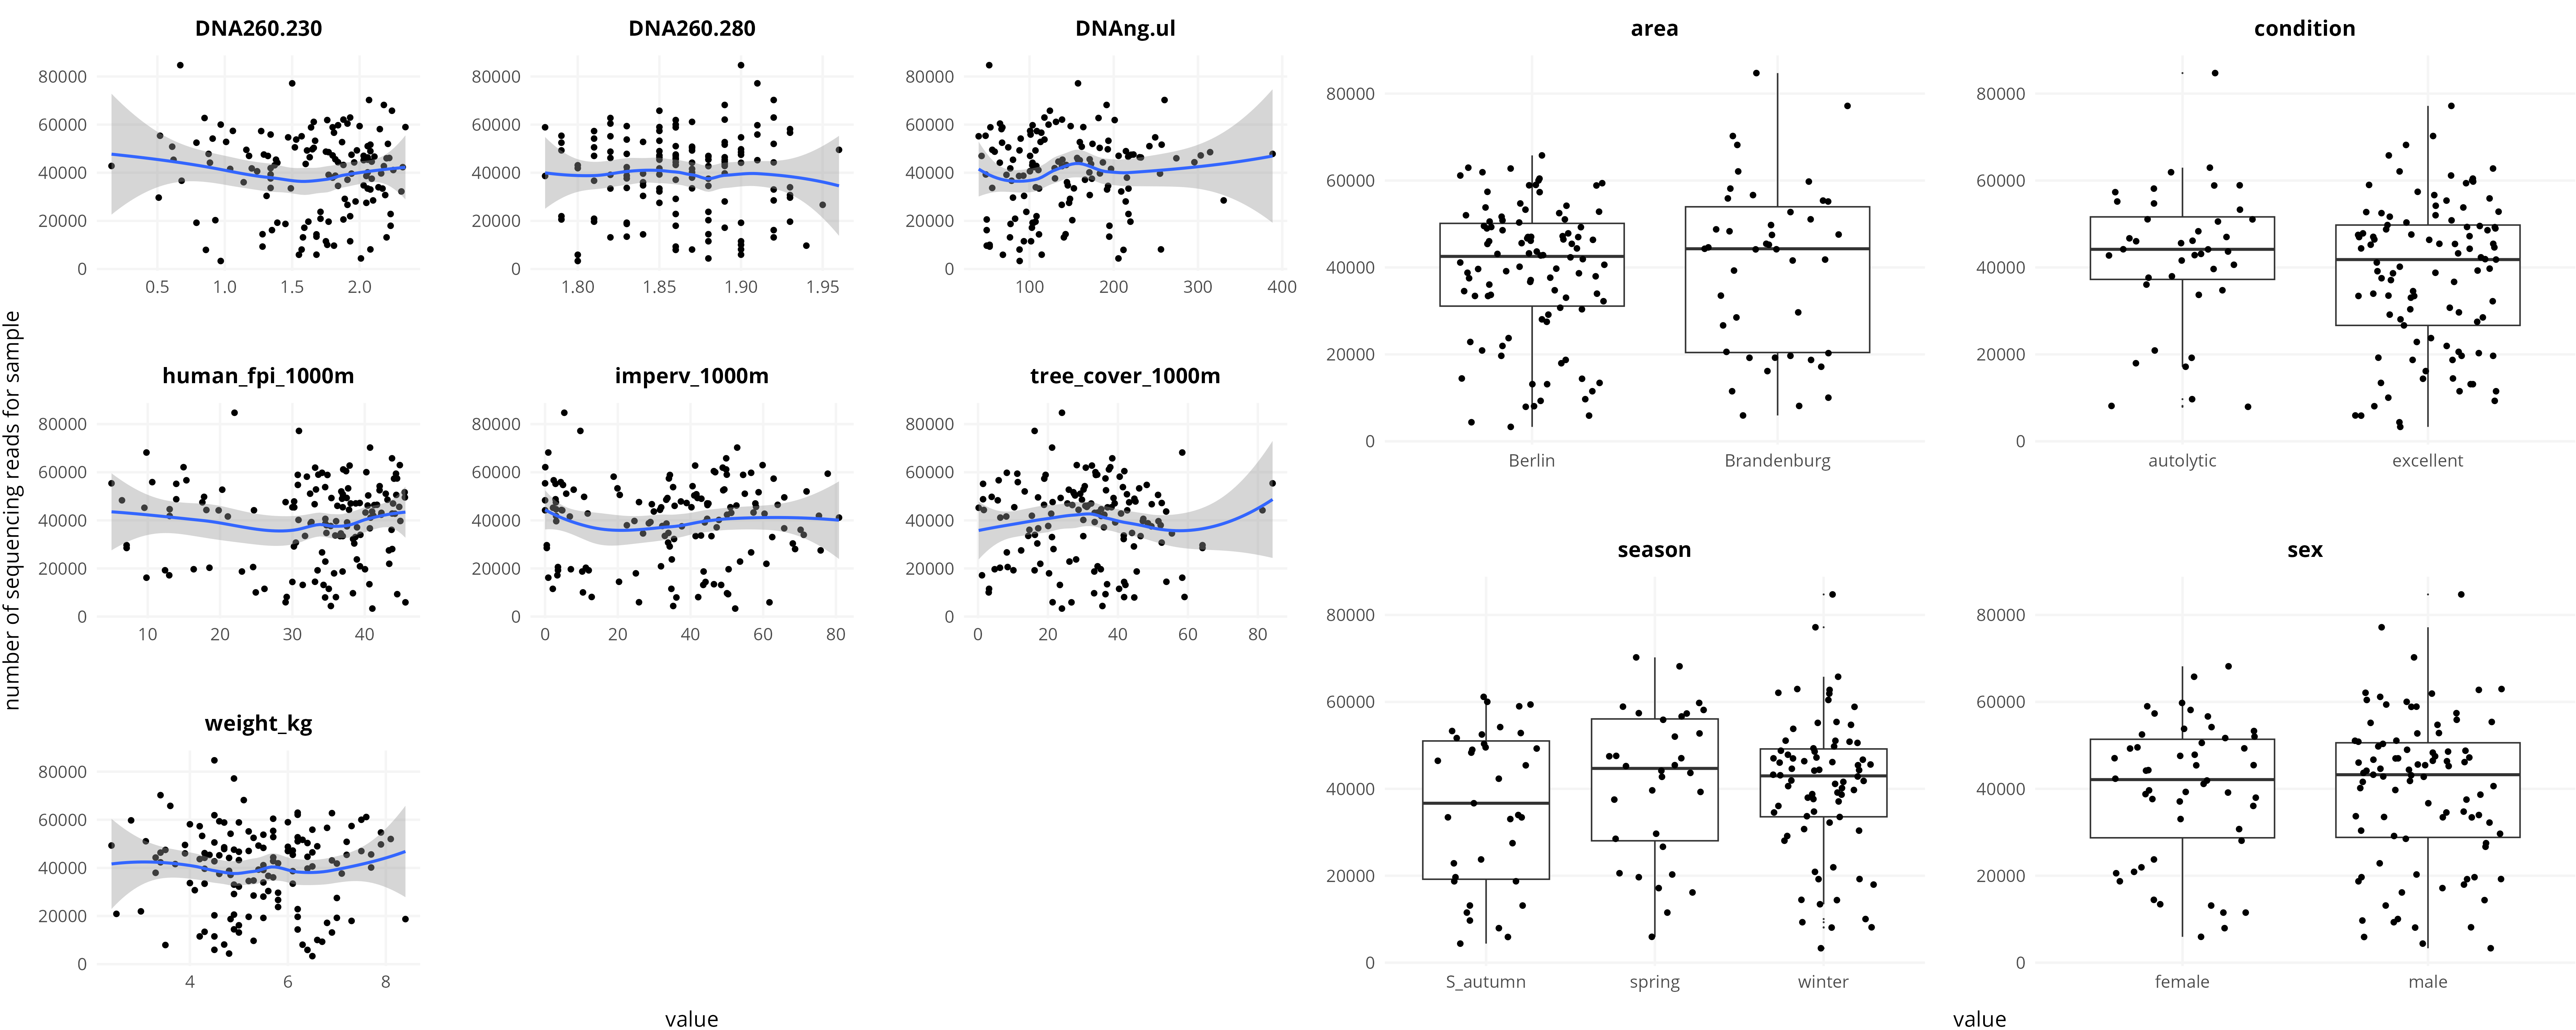 DNA260.230 DNA260.280 DNAng.ul area condition
80000 80000 80000 80000 80000
60000 60000 60000 60000 60000
40000 40000 40000 40000 40000
20000 20000 20000 20000 20000
0 0 0 0 0
0.5 1.0 1.5 2.0 1.80 1.85 1.90 1.95 100 200 300 400
Berlin Brandenburg autolytic excellent
number of sequencing reads for sample
human_fpi_1000m imperv_1000m tree_cover_1000m
80000 80000 80000
60000 60000 60000
40000 40000 40000
20000 20000 20000
0 0 0
10 20 30 40 0 20 40 60 80 0 20 40 60 80
season sex
80000 80000
60000 60000
40000 40000
20000 20000
0 0
S_autumn spring winter female male
weight_kg
80000
60000
40000
20000
0
4 6 8
value value